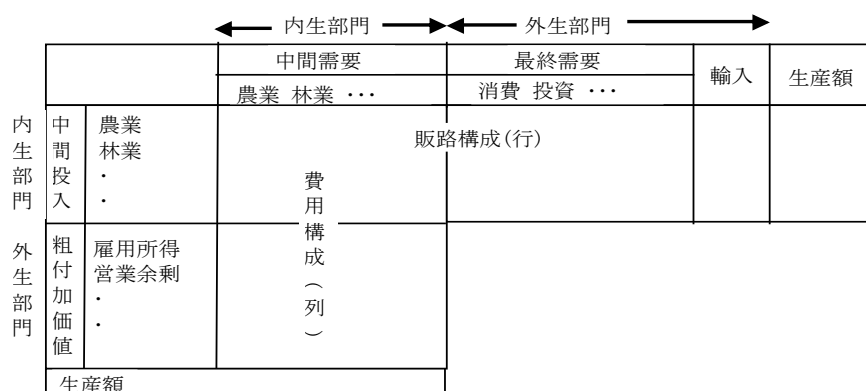 内生部門 外生部門
中間需要 最終需要 輸入 生産額
農業 林業 ･･･ 消費 投資 ･･･
内生部門
中間投入
農業
林業
・
・
販路構成(行)
費用構成(列)
外生部門
粗付加価値
雇用所得
営業余剰
・
・
生産額